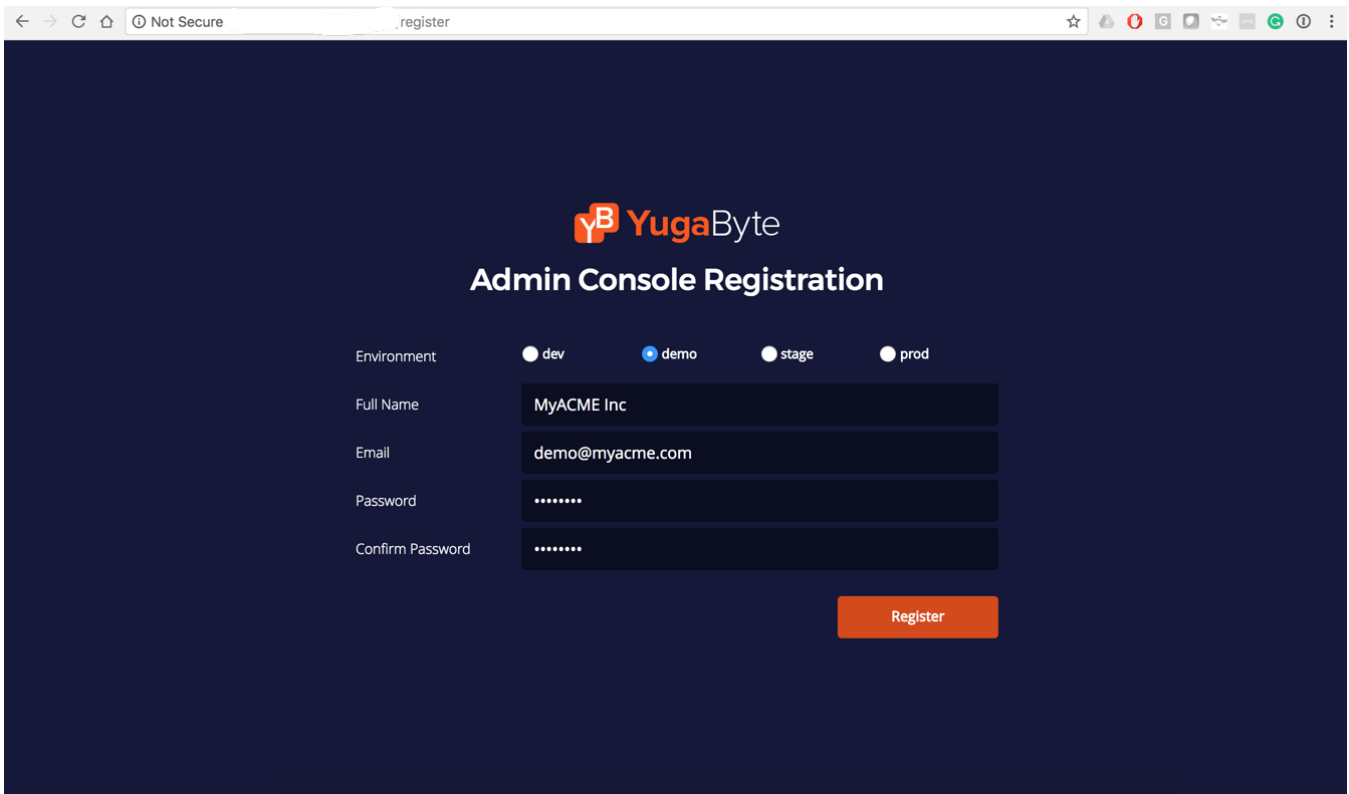 Not Secure register
YB YugaByte
Admin Console Registration
Environment dev demo stage prod
Full Name MyACME Inc
Email demo@myacme.com
Password ••••••••
Confirm Password ••••••••
Register